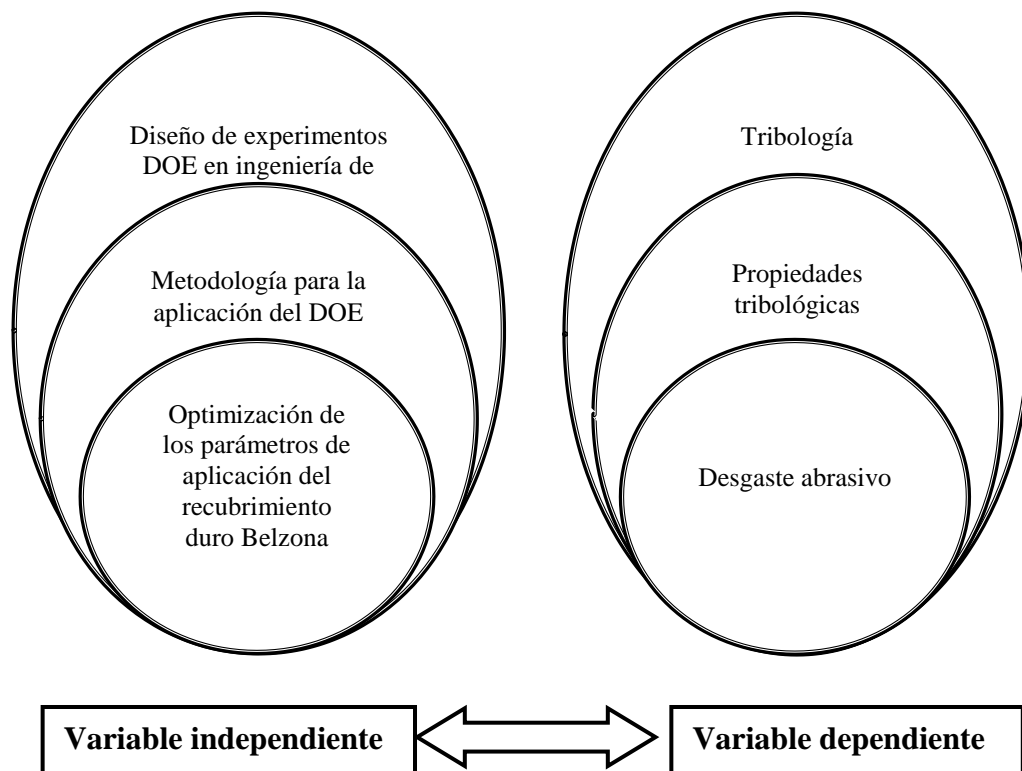 Diseño de experimentos
DOE en ingeniería de
Metodología para la
aplicación del DOE
Optimización de
los parámetros de
aplicación del
recubrimiento
duro Belzona
Tribología
Propiedades
tribológicas
Desgaste abrasivo
Variable independiente
Variable dependiente